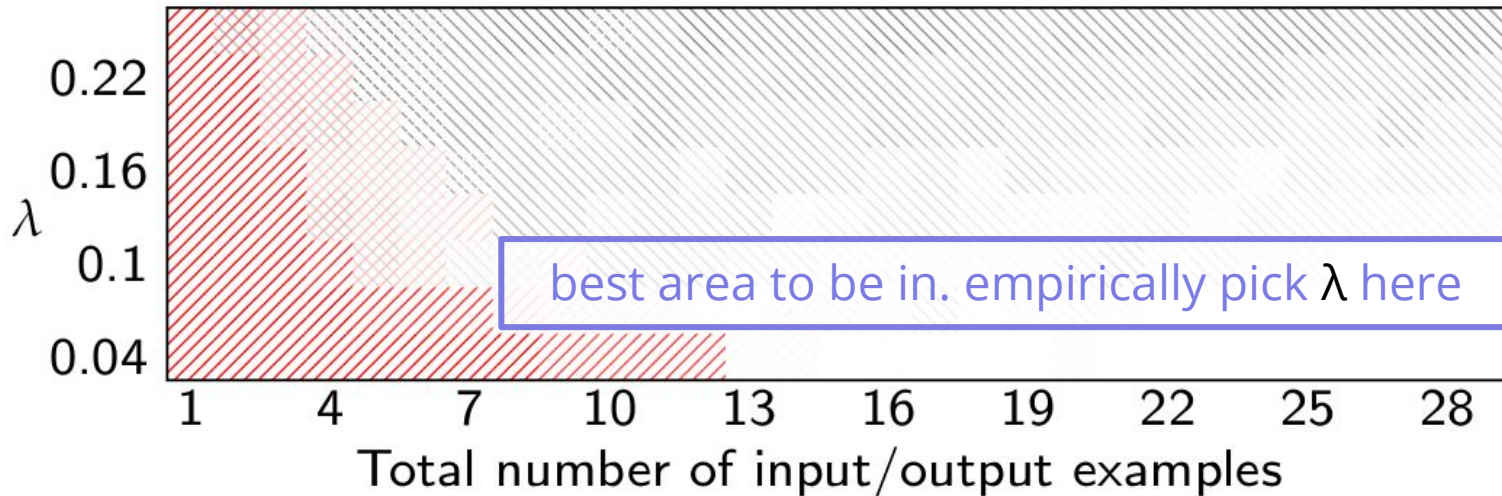 0.22
0.16
λ
0.1
0.04
best area to be in. empirically pick λ here
1 4 7 10 13 16 19 22 25 28
Total number of input/output examples